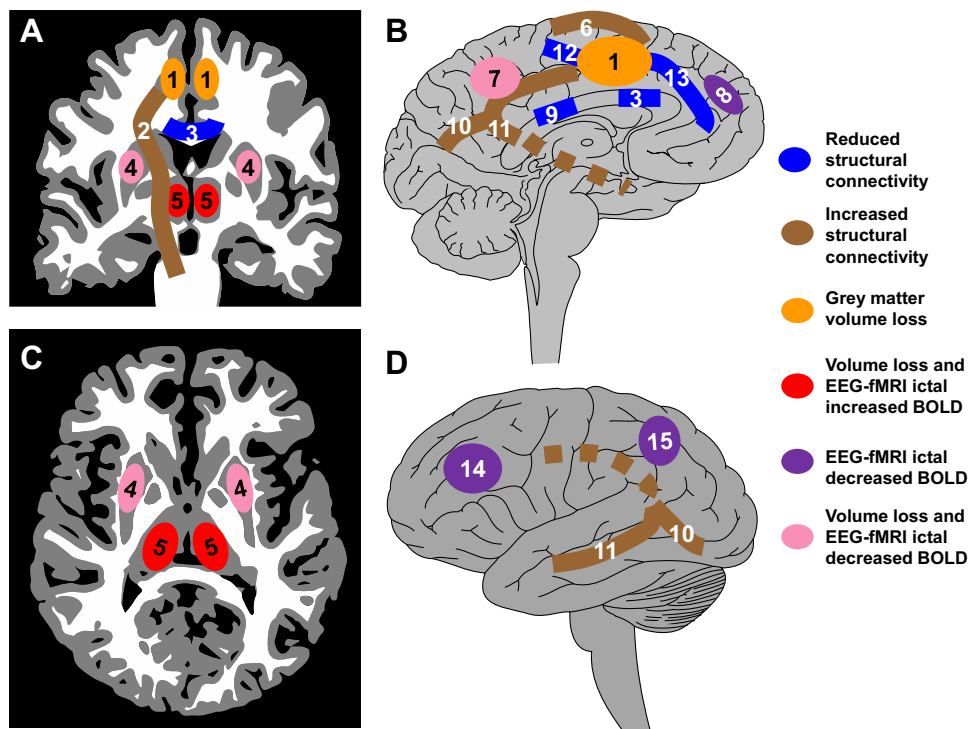 A
1
1
2
3
4
4
5
5
B
6
12
1
13
7
3
8
9
10
11
C
4
4
5
5
D
14
15
11
10
Reduced
structural
connectivity
Increased
structural
connectivity
Grey matter
volume loss
Volume loss and
EEG-fMRI ictal
increased BOLD
EEG-fMRI ictal
decreased BOLD
Volume loss and
EEG-fMRI ictal
decreased BOLD